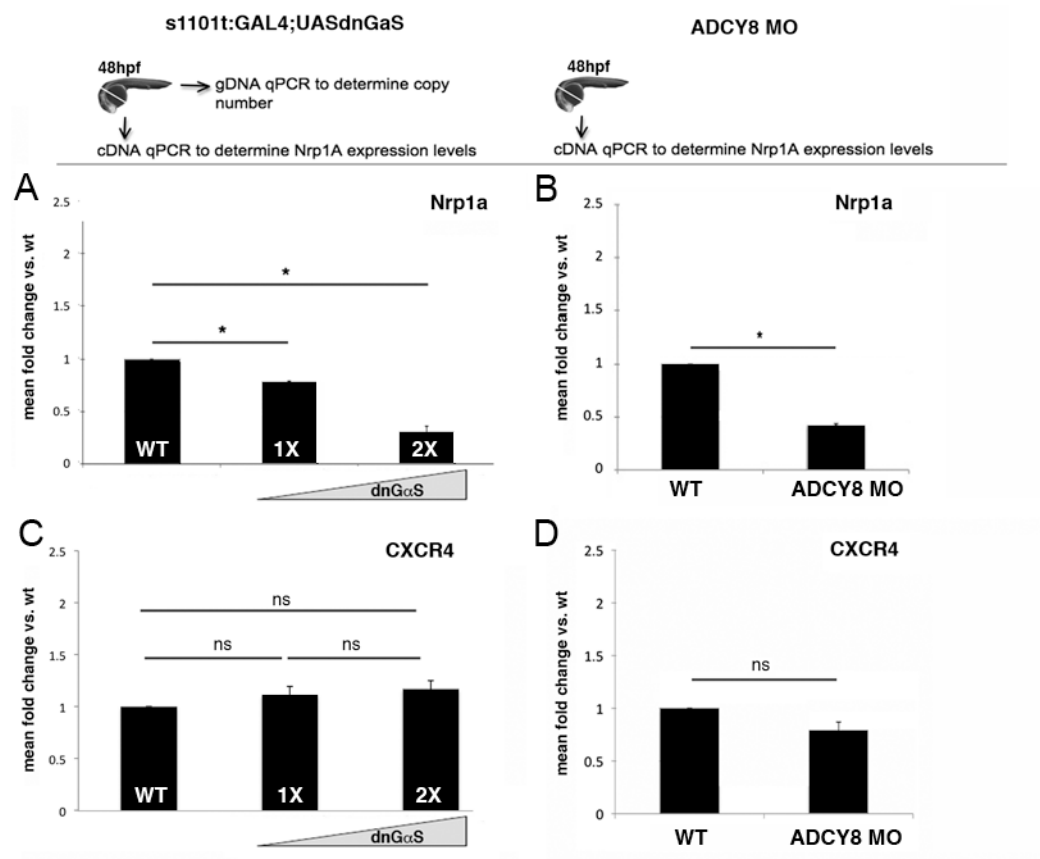 s1101t:GAL4;UASdnGaS
ADCY8 MO
48hpf
gDNA qPCR to determine copy
number
cDNA qPCR to determine Nrp1A expression levels
48hpf
cDNA qPCR to determine Nrp1A expression levels
A
Nrp1a
mean fold change vs. wt
2.5
2
1.5
1
0.5
0
*
*
WT
1X
2X
dnGαS
B
Nrp1a
mean fold change vs. wt
2.5
2
1.5
1
0.5
0
*
WT
ADCY8 MO
C
CXCR4
mean fold change vs. wt
2.5
2
1.5
1
0.5
0
ns
ns
ns
WT
1X
2X
dnGαS
D
CXCR4
mean fold change vs. wt
2.5
2
1.5
1
0.5
0
ns
WT
ADCY8 MO